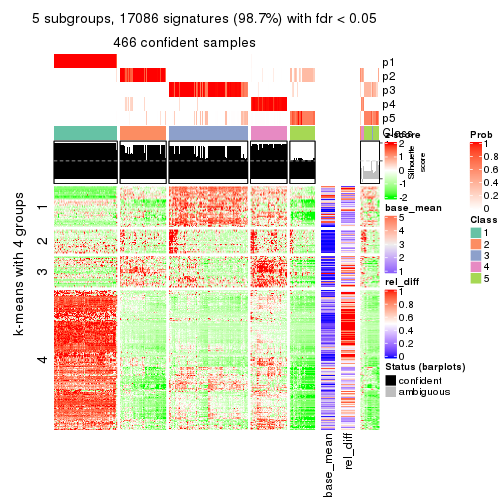 5 subgroups, 17086 signatures (98.7%) with fdr < 0.05
466 confident samples
p1
p2
p3
p4
p5
Class
Silhouette
score
k-means with 4 groups
1
2
3
4
base_mean
rel_diff
z-score
2
1
0
-1
-2
base_mean
5
4
3
2
1
rel_diff
1
0.8
0.6
0.4
0.2
0
Status (barplots)
confident
ambiguous
Prob
1
0.8
0.6
0.4
0.2
0
Class
1
2
3
4
5